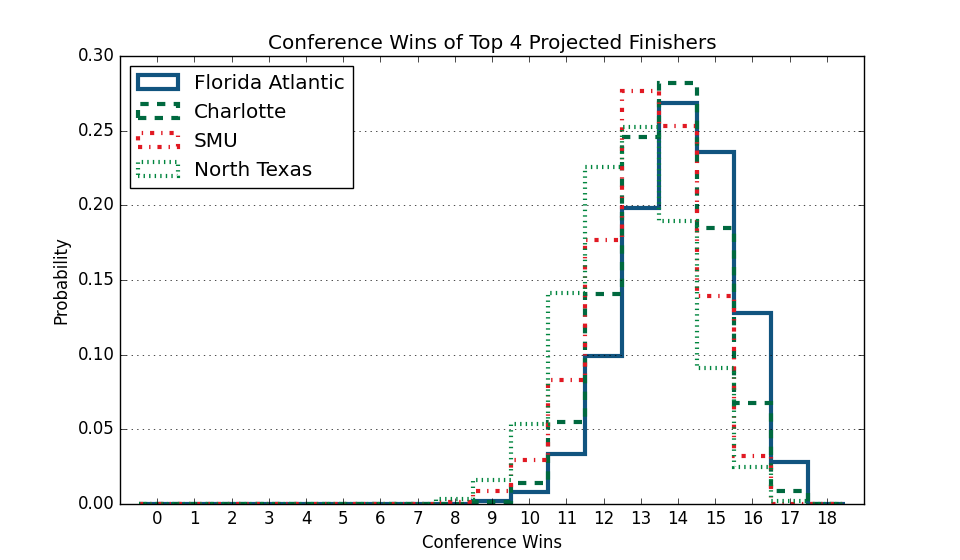 Conference Wins of Top 4 Projected Finishers
Florida Atlantic
Charlotte
SMU
North Texas
Probability
0.30
0.25
0.20
0.15
0.10
0.05
0.00
0 1 2 3 4 5 6 7 8 9 10 11 12 13 14 15 16 17 18
Conference Wins